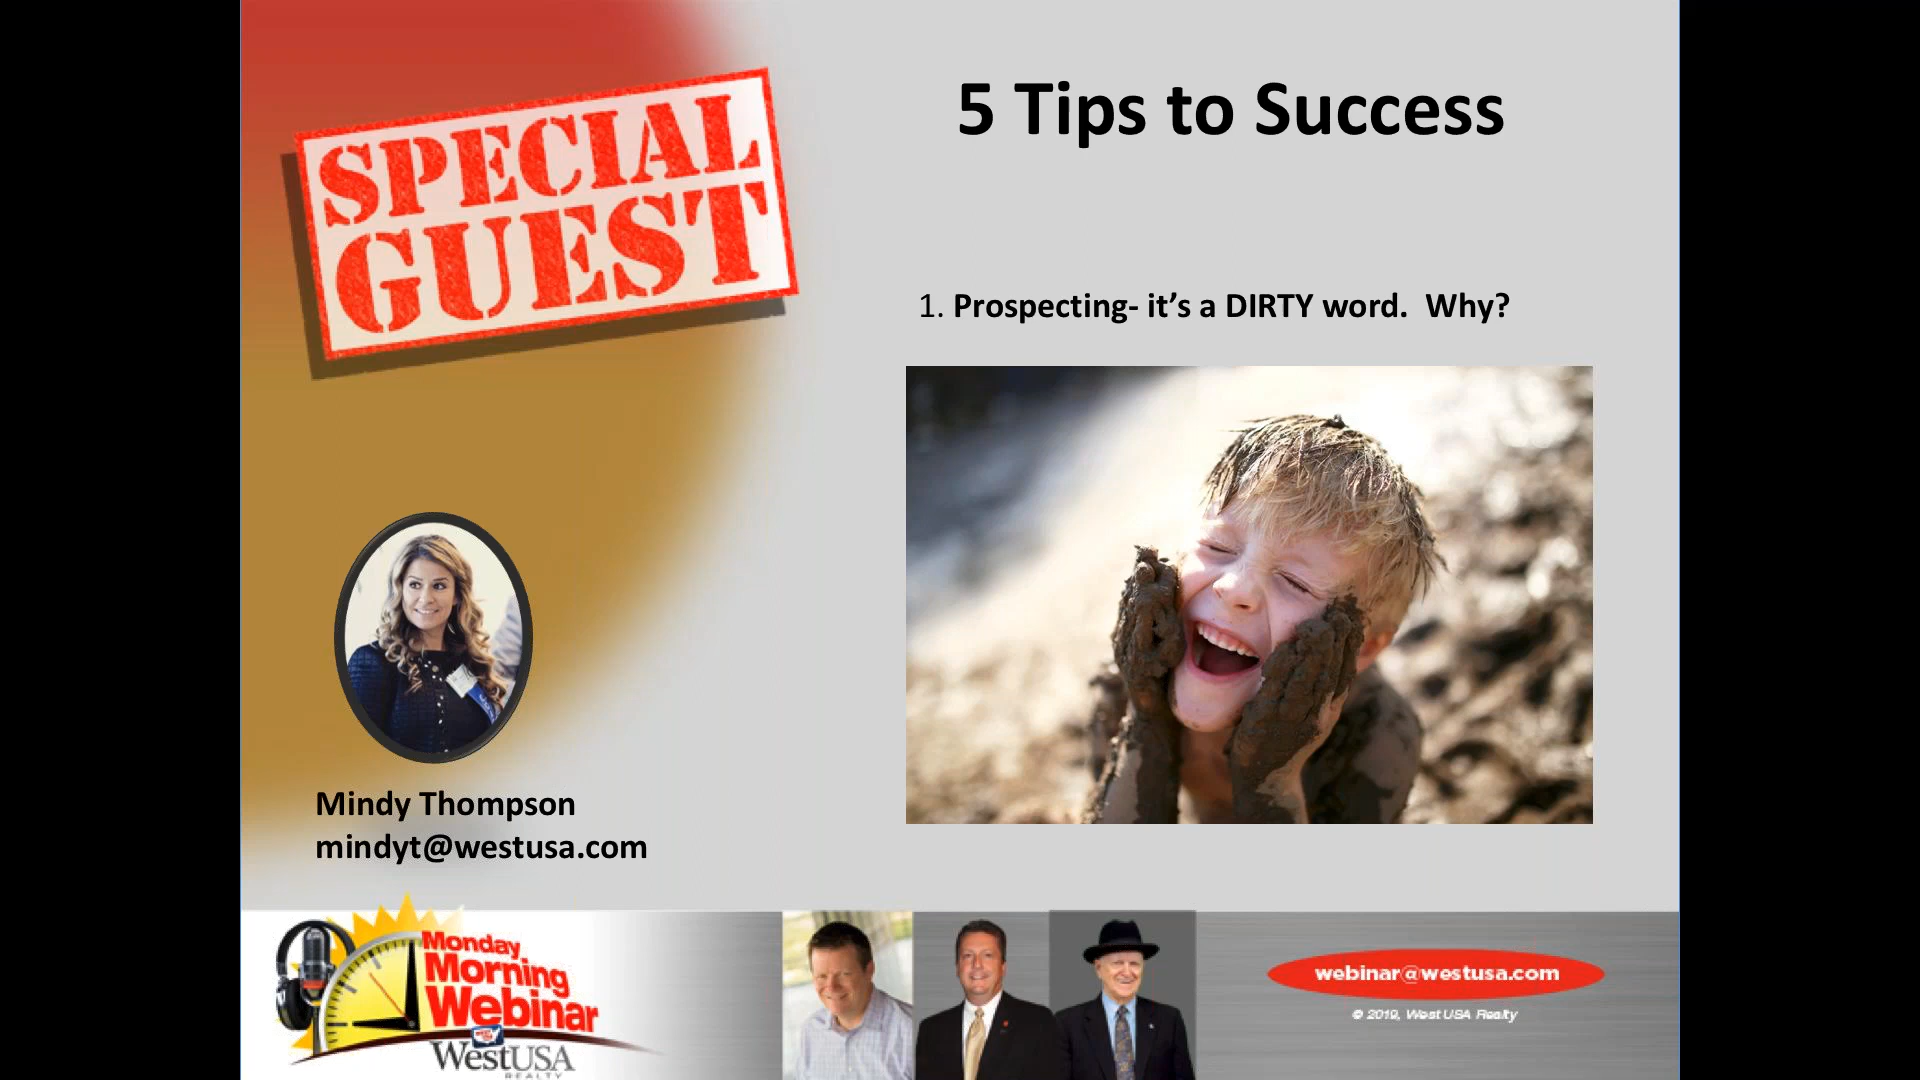 SPECIAL
GUEST
5 Tips to Success
1. Prospecting- it’s a DIRTY word.  Why?
Mindy Thompson
mindyt@westusa.com
Monday
Morning
Webinar
WestUSA
REALTY
webinar@westusa.com
© 2019, West USA Realty